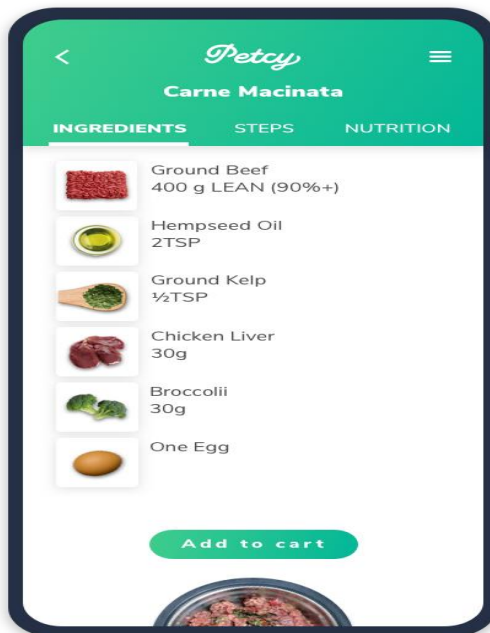 Petcy
Carne Macinata
INGREDIENTS STEPS NUTRITION
Ground Beef
400 g LEAN (90%+)
Hempseed Oil
2TSP
Ground Kelp
½TSP
Chicken Liver
30g
Broccolii
30g
One Egg
Add to cart